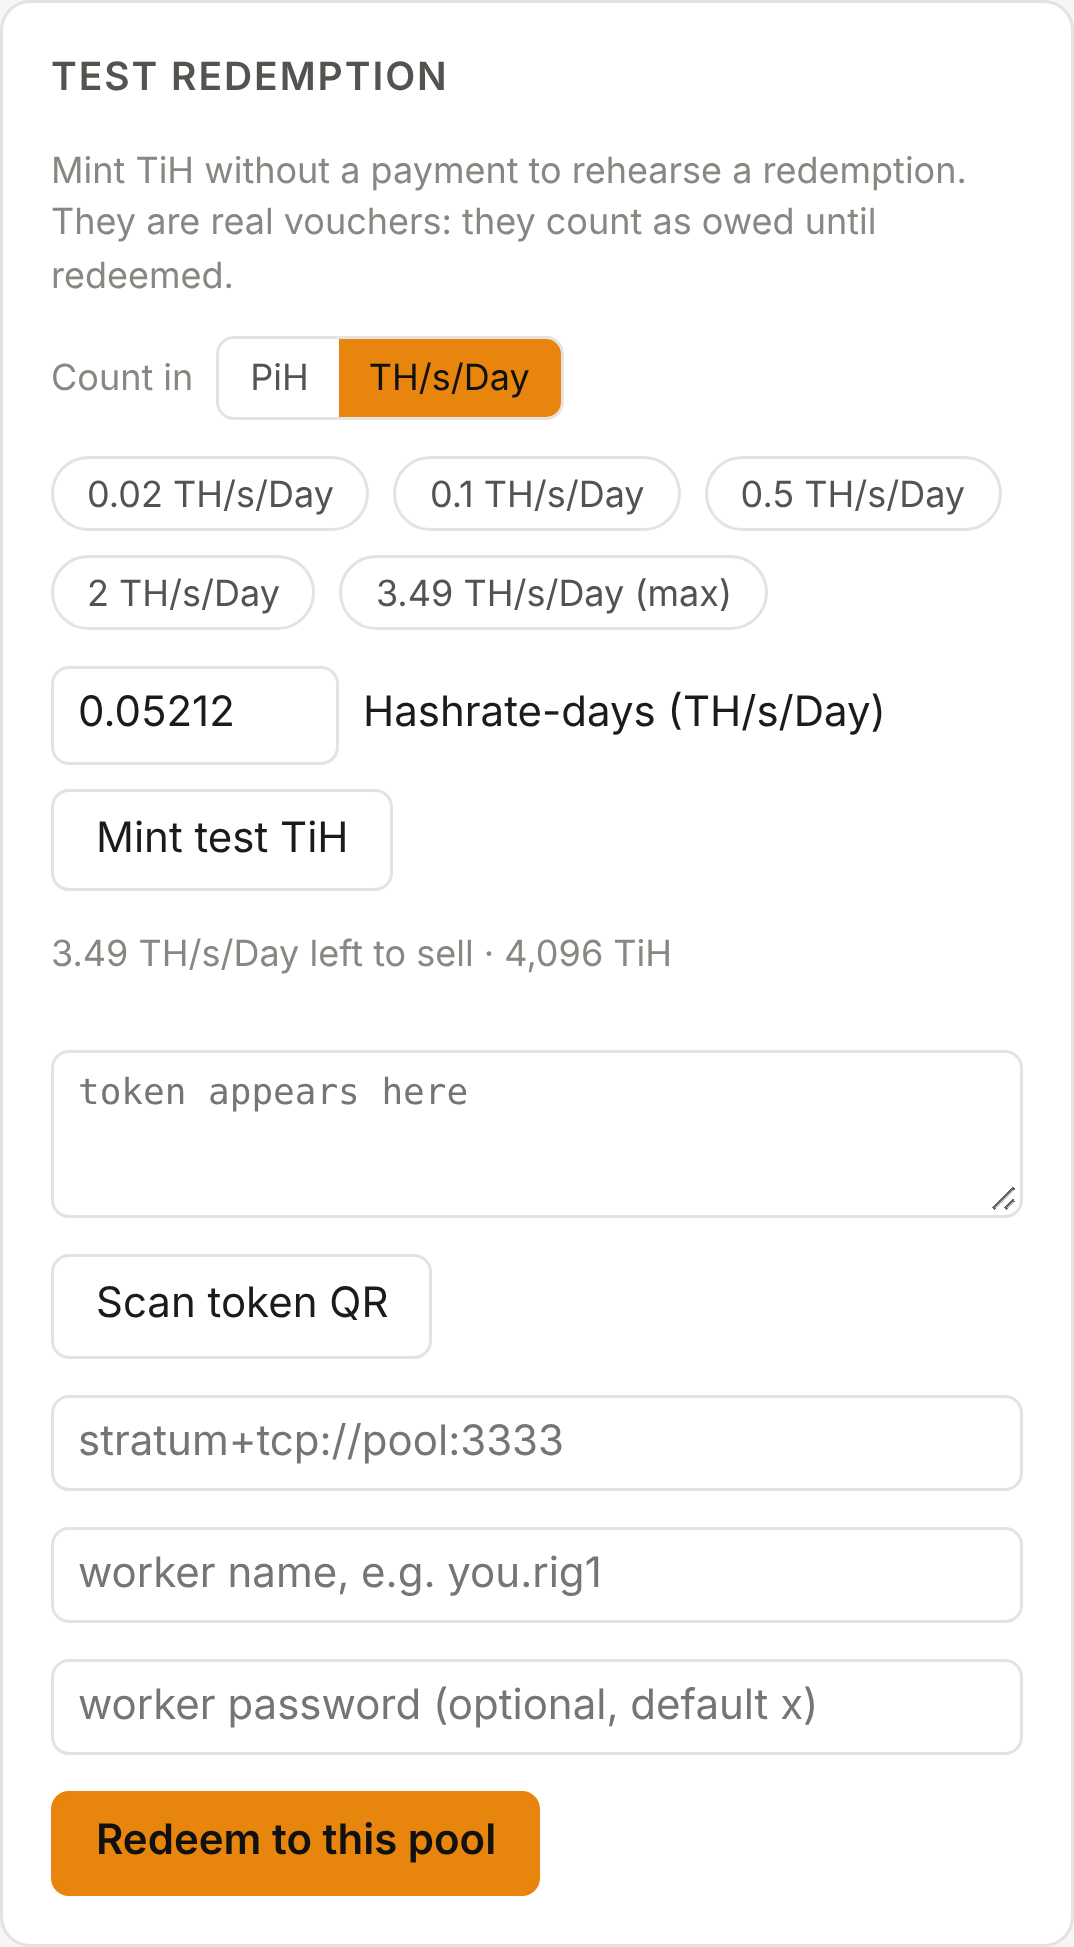 TEST REDEMPTION
Mint TiH without a payment to rehearse a redemption.
They are real vouchers: they count as owed until
redeemed.
Count in PiH TH/s/Day
0.02 TH/s/Day 0.1 TH/s/Day 0.5 TH/s/Day
2 TH/s/Day 3.49 TH/s/Day (max)
0.05212 Hashrate-days (TH/s/Day)
Mint test TiH
3.49 TH/s/Day left to sell · 4,096 TiH
token appears here
Scan token QR
stratum+tcp://pool:3333
worker name, e.g. you.rig1
worker password (optional, default x)
Redeem to this pool